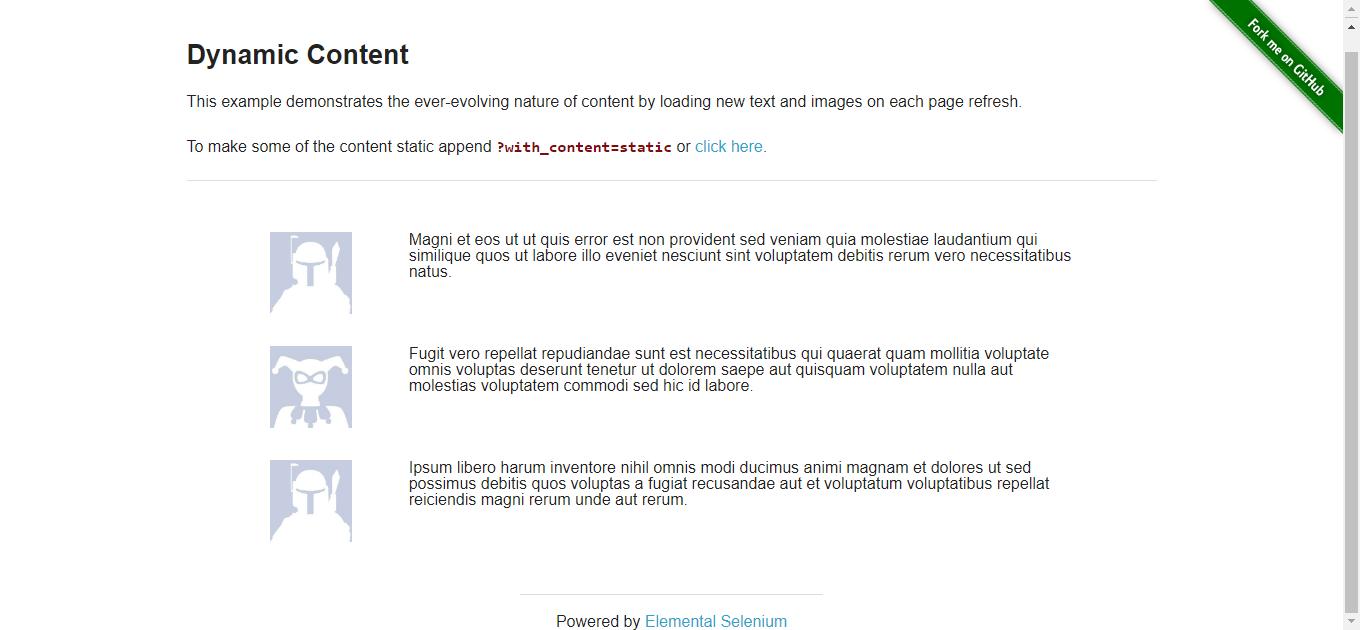 Fork me on GitHub
Dynamic Content
This example demonstrates the ever-evolving nature of content by loading new text and images on each page refresh.
To make some of the content static append ?with_content=static or click here.
Magni et eos ut ut quis error est non provident sed veniam quia molestiae laudantium qui
similique quos ut labore illo eveniet nesciunt sint voluptatem debitis rerum vero necessitatibus
natus.
Fugit vero repellat repudiandae sunt est necessitatibus qui quaerat quam mollitia voluptate
omnis voluptas deserunt tenetur ut dolorem saepe aut quisquam voluptatem nulla aut
molestias voluptatem commodi sed hic id labore.
Ipsum libero harum inventore nihil omnis modi ducimus animi magnam et dolores ut sed
possimus debitis quos voluptas a fugiat recusandae aut et voluptatum voluptatibus repellat
reiciendis magni rerum unde aut rerum.
Powered by Elemental Selenium